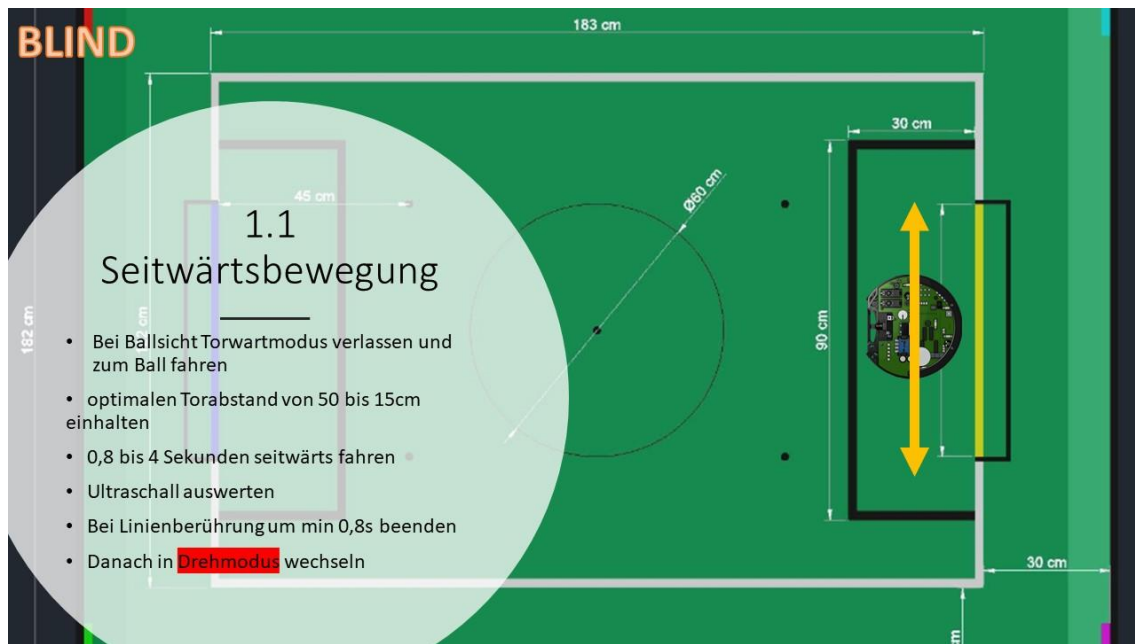 BLIND
183 cm
30 cm
45 cm
Ø60 cm
1.1
Seitwärtsbewegung
182 cm
90 cm
• Bei Ballsicht Torwartmodus verlassen und
zum Ball fahren
• optimalen Torabstand von 50 bis 15cm
einhalten
• 0,8 bis 4 Sekunden seitwärts fahren
• Ultraschall auswerten
• Bei Linienberührung um min 0,8s beenden
• Danach in Drehmodus wechseln
30 cm